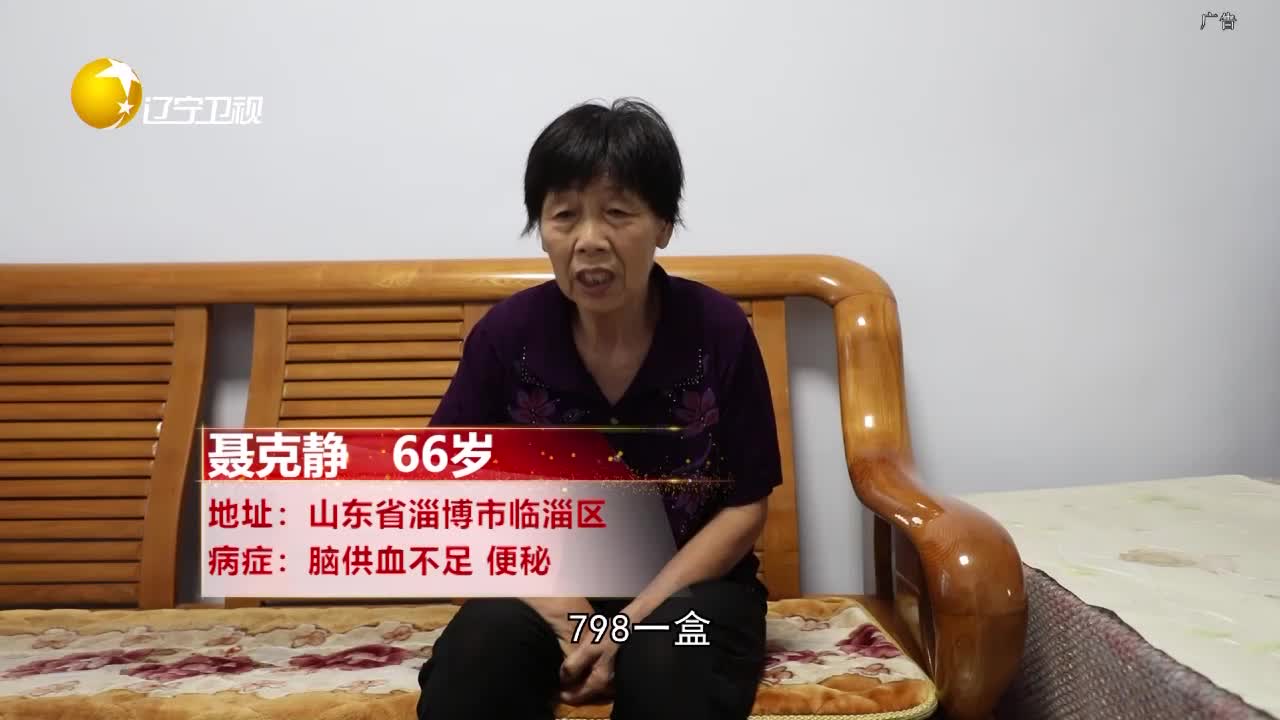 广告
辽宁卫视
聂克静 66岁
地址：山东省淄博市临淄区
病症：脑供血不足 便秘
798一盒